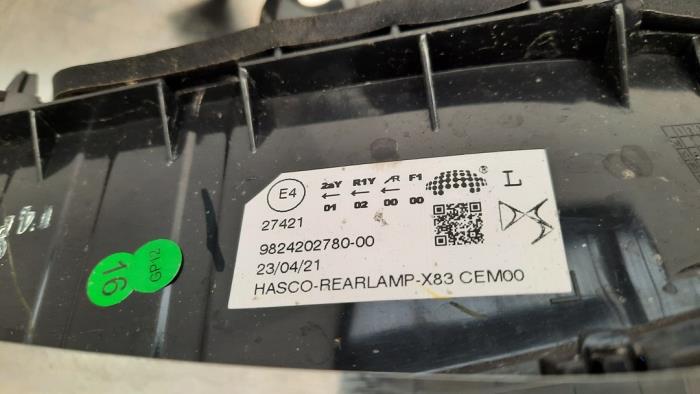 E4
2aY R1Y R F1 ®
← ← ←
01 02 00 00
L
27421
9824202780-00
23/04/21
HASCO-REARLAMP-X83 CEM00
16
GP12